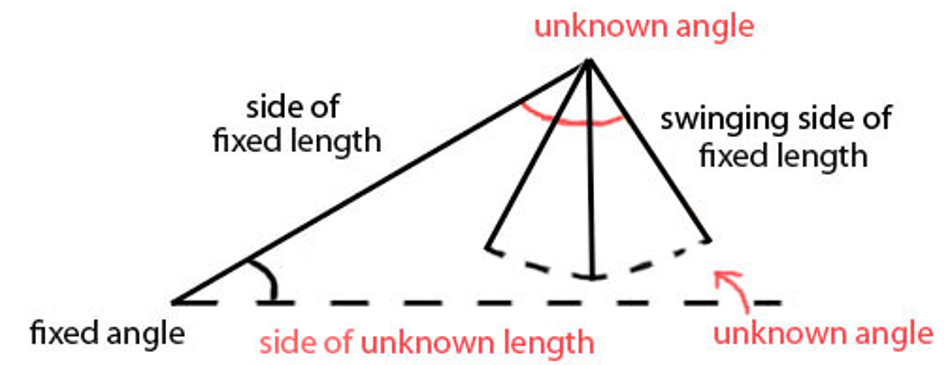 unknown angle
side of
fixed length
swinging side of
fixed length
fixed angle
side of unknown length
unknown angle